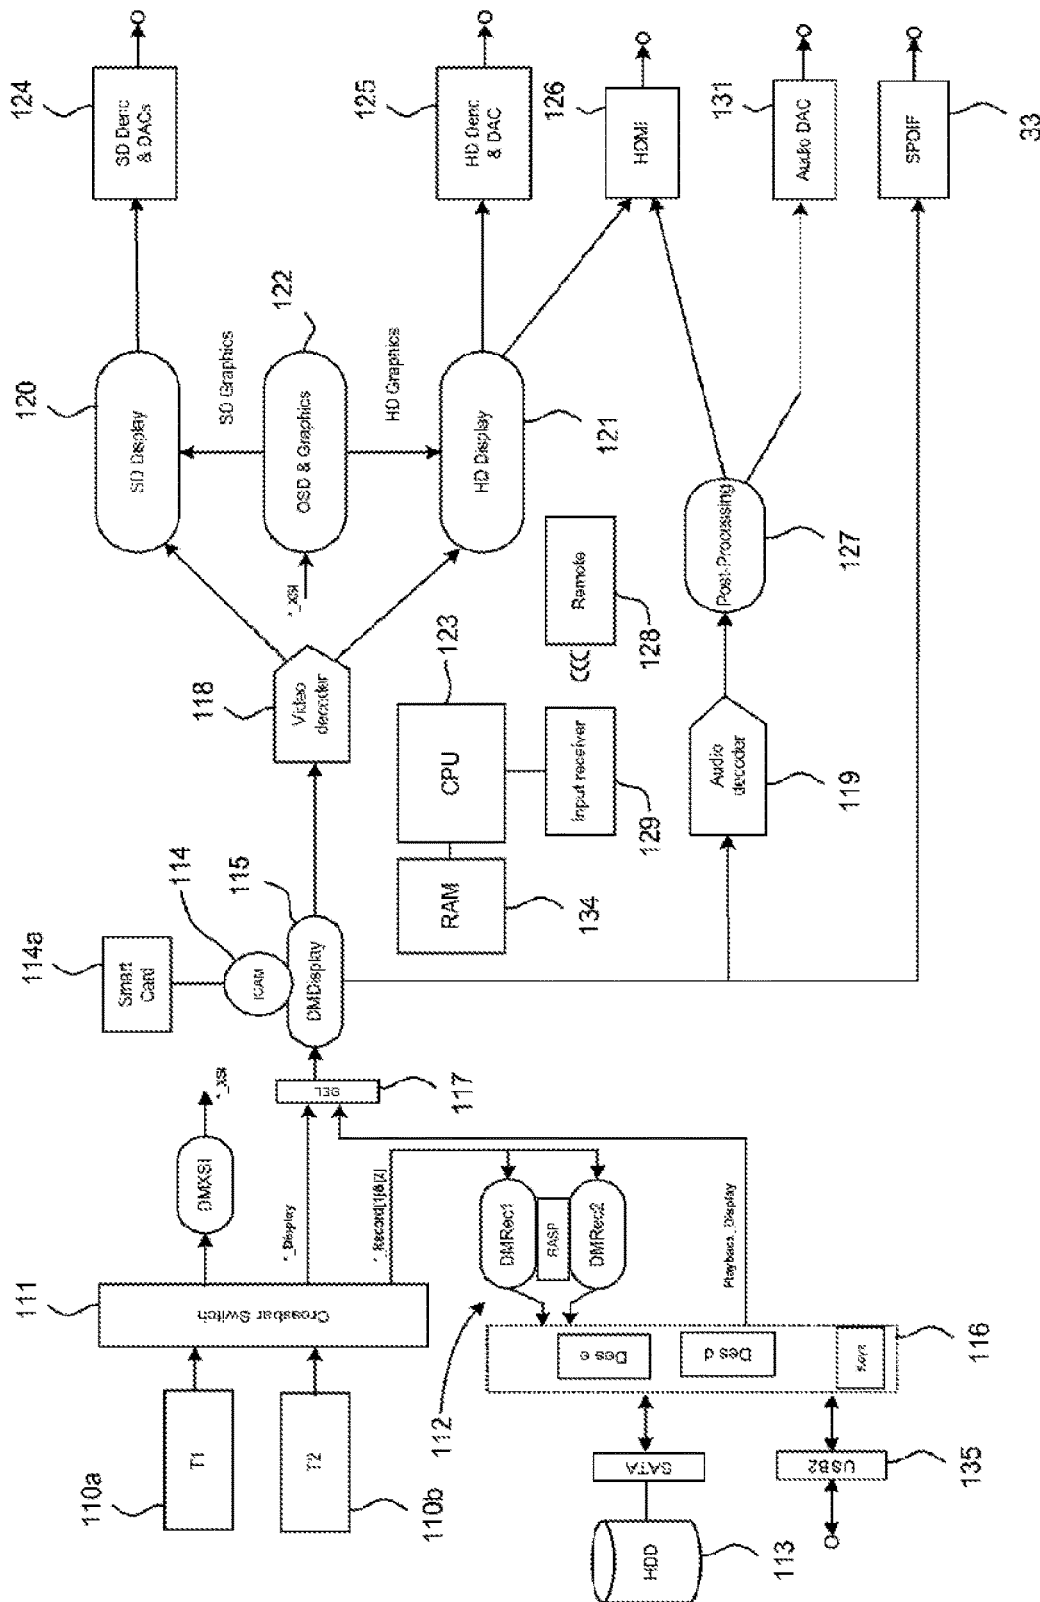 124
SD Denc
& DACs
125
HD Denc
& DAC
126
HDMI
131
Audio DAC
33
SPDIF
120
SD Display
SD Graphics
122
OSD & Graphics
HD Graphics
HD Display
121
*_XSI
118
Video
decoder
123
CPU
RAM
134
Input receiver
129
Remote
128
Post-Processing
127
Audio
decoder
119
114a
Smart
Card
114
ICAM
115
DMDisplay
SEL
117
*_XSI
DMXSI
*_Display
*_Record[1]&[2]
111
Crossbar Switch
DMRec1
RASP
DMRec2
Playback_Display
112
Des e
Des d
Keys
116
110a
T1
T2
110b
SATA
USB2
135
HDD
113